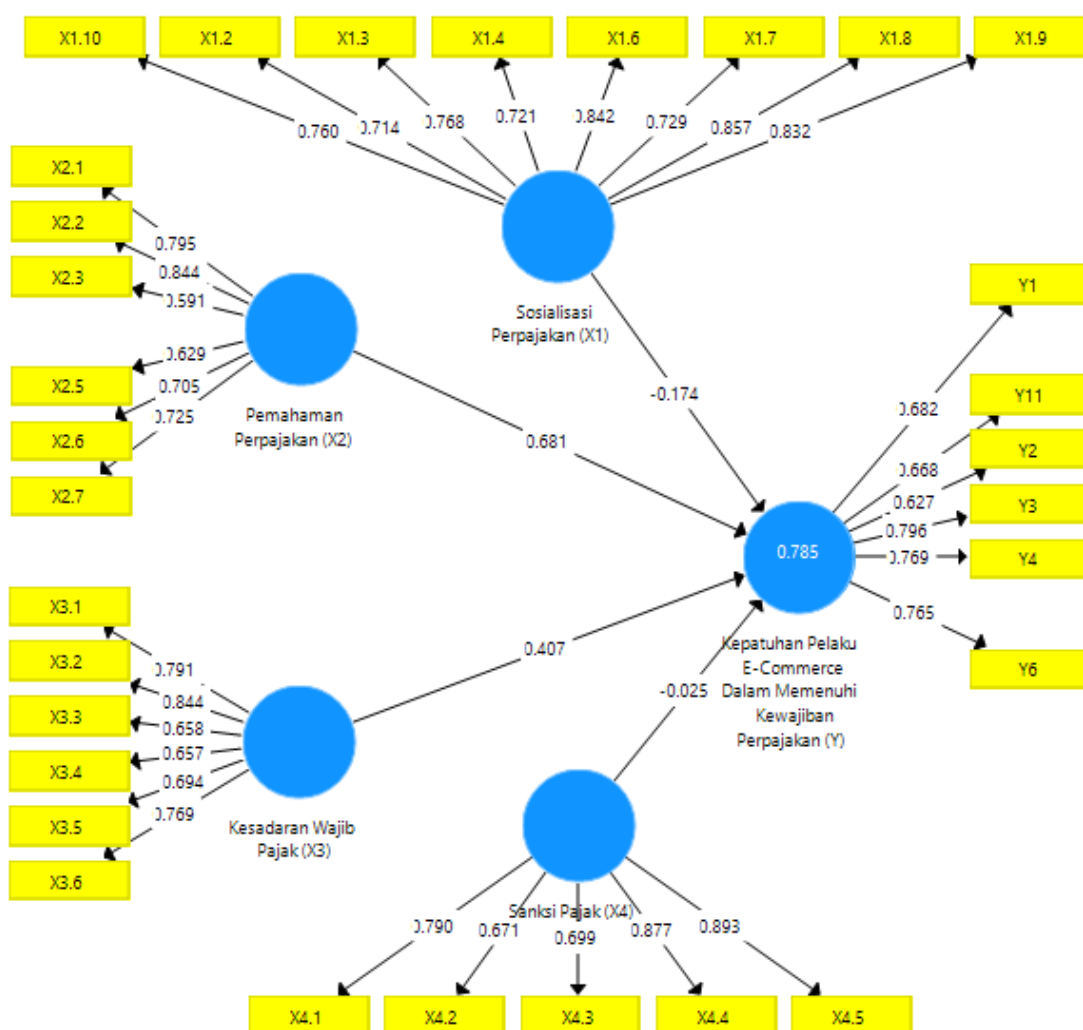 X1.10
X1.2
X1.3
X1.4
X1.6
X1.7
X1.8
X1.9
0.760
0.714
0.768
0.721
0.842
0.729
0.857
0.832
X2.1
X2.2
X2.3
X2.5
X2.6
X2.7
0.795
0.844
0.591
0.629
0.705
0.725
Pemahaman
Perpajakan (X2)
Sosialisasi
Perpajakan (X1)
-0.174
0.681
0.407
-0.025
0.785
Kepatuhan Pelaku
E-Commerce
Dalam Memenuhi
Kewajiban
Perpajakan (Y)
0.682
0.668
0.627
0.796
0.769
0.765
Y1
Y11
Y2
Y3
Y4
Y6
X3.1
X3.2
X3.3
X3.4
X3.5
X3.6
0.791
0.844
0.658
0.657
0.694
0.769
Kesadaran Wajib
Pajak (X3)
Sanksi Pajak (X4)
0.790
0.671
0.699
0.877
0.893
X4.1
X4.2
X4.3
X4.4
X4.5